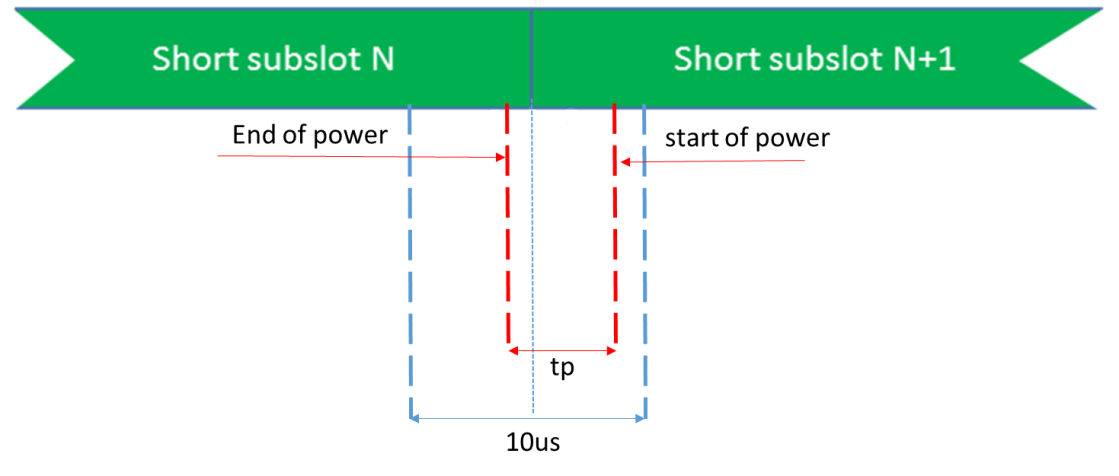 Short subslot N
Short subslot N+1
End of power
start of power
tp
10us